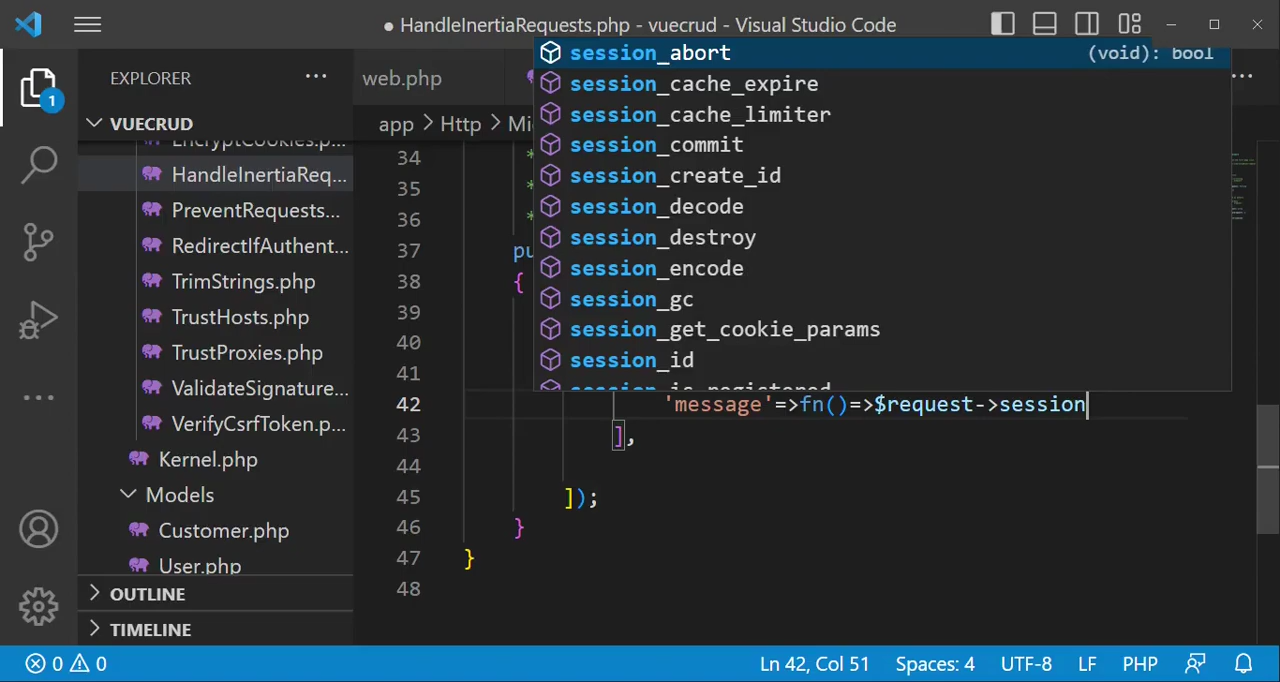 ● HandleInertiaRequests.php - vuecrud - Visual Studio Code
EXPLORER
VUECRUD
EncryptCookies.p...
HandleInertiaReq...
PreventRequests...
RedirectIfAuthent...
TrimStrings.php
TrustHosts.php
TrustProxies.php
ValidateSignature...
VerifyCsrfToken.p...
Kernel.php
Models
Customer.php
User.php
OUTLINE
TIMELINE
1
web.php
app > Http > Mi
session_abort (void): bool
session_cache_expire
session_cache_limiter
session_commit
session_create_id
session_decode
session_destroy
session_encode
session_gc
session_get_cookie_params
session_id
session_is_registered
34 *
35 *
36 *
37 pu
38 {
39
40
41
42 'message'=>fn()=>$request->session
43 ],
44
45 ]);
46 }
47 }
48
0 0 Ln 42, Col 51 Spaces: 4 UTF-8 LF PHP